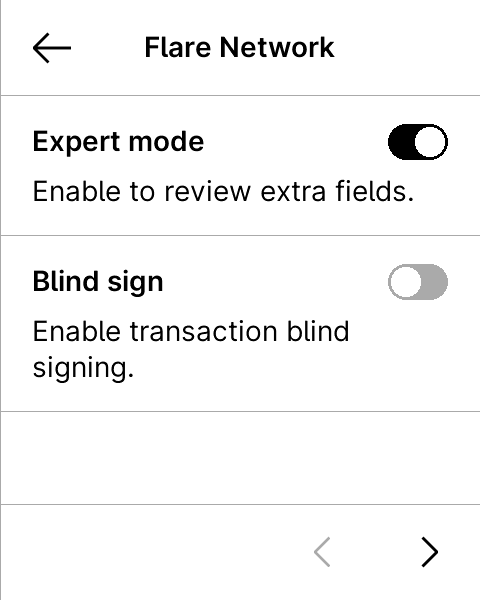 Flare Network
Expert mode
Enable to review extra fields.
Blind sign
Enable transaction blind
signing.